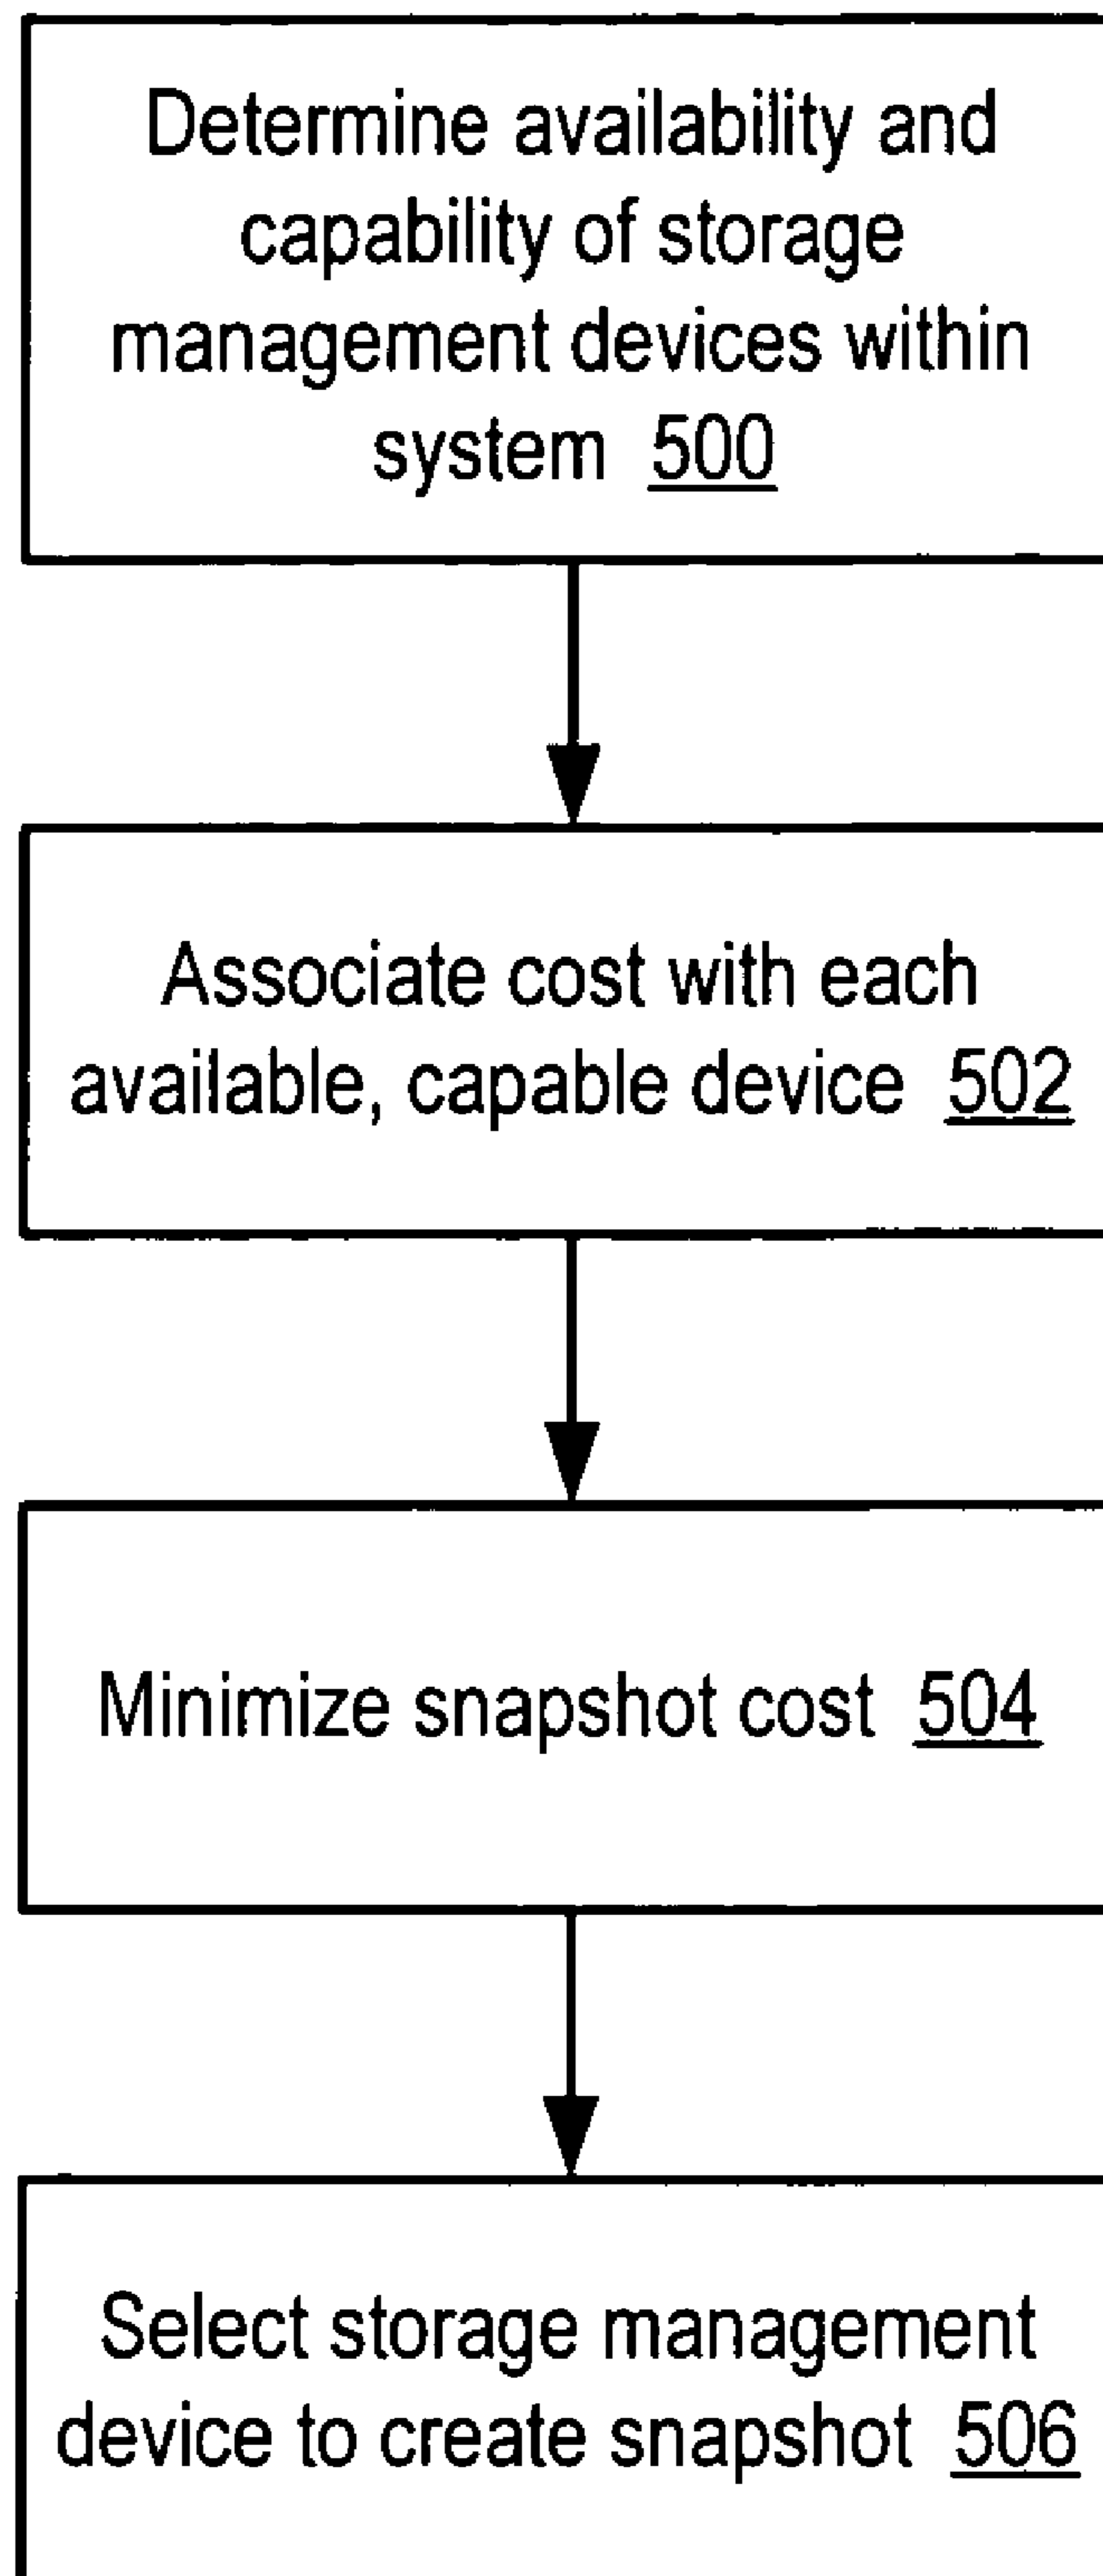 Determine availability and
capability of storage
management devices within
system 500
Associate cost with each
available, capable device 502
Minimize snapshot cost 504
Select storage management
device to create snapshot 506